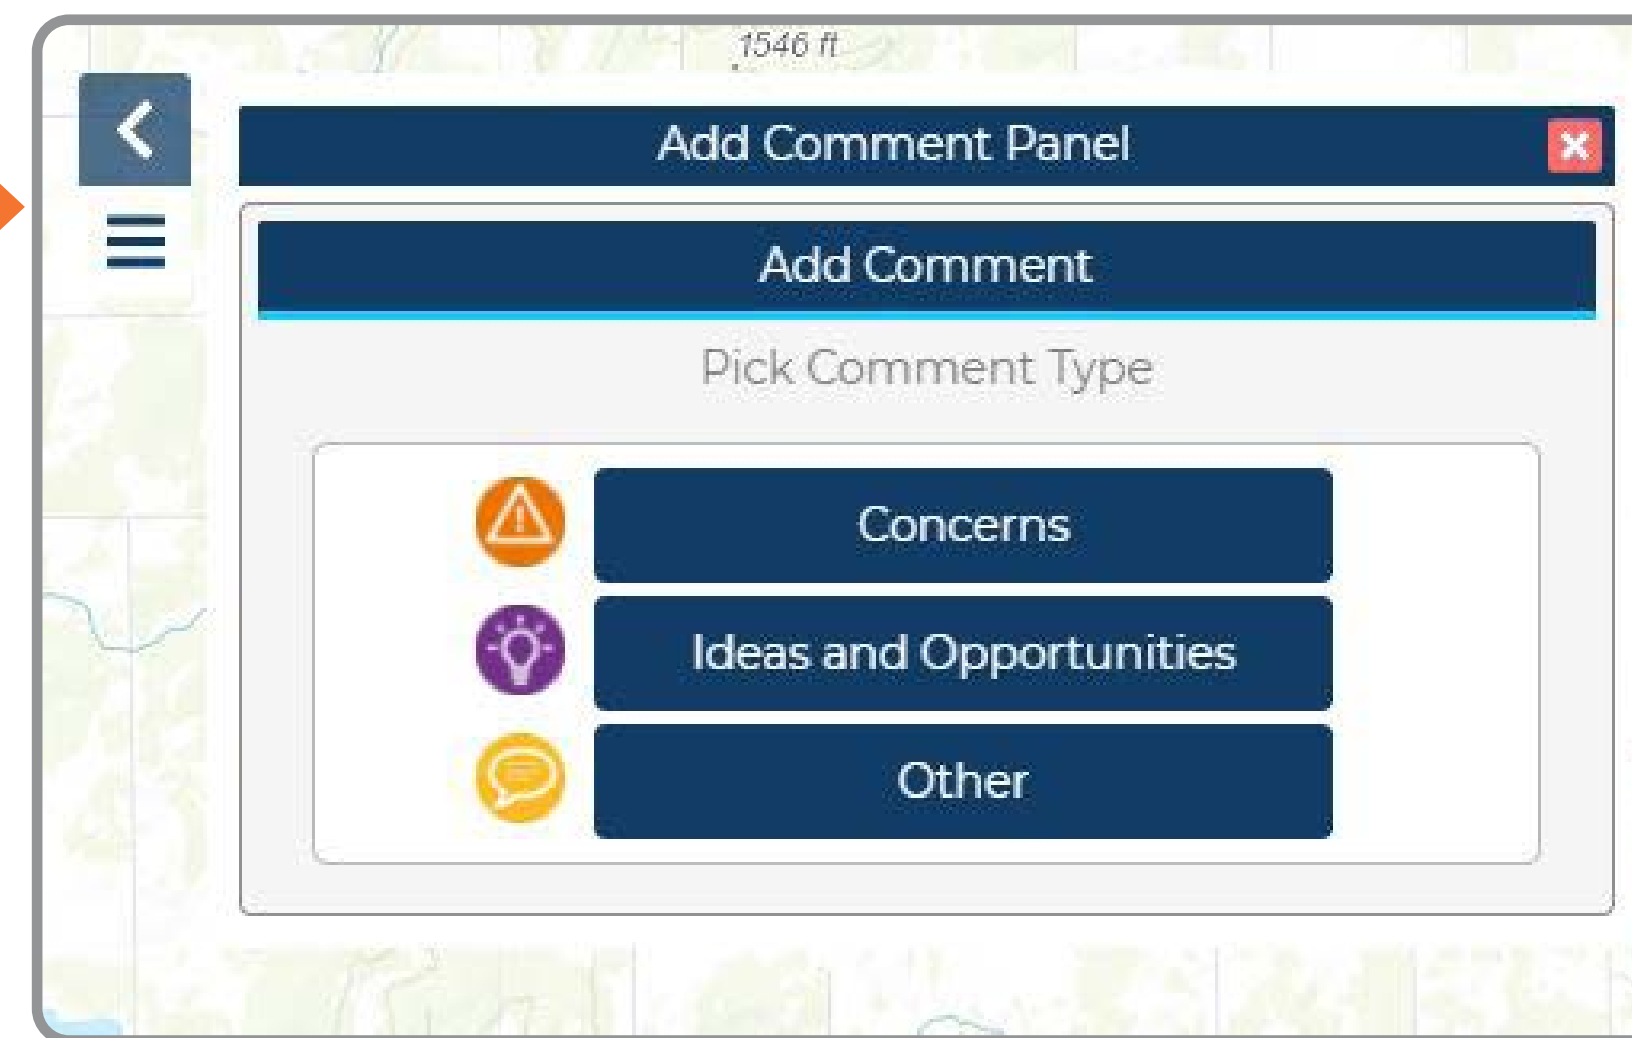 1546 ft
Add Comment Panel
Add Comment
Pick Comment Type
Concerns
Ideas and Opportunities
Other